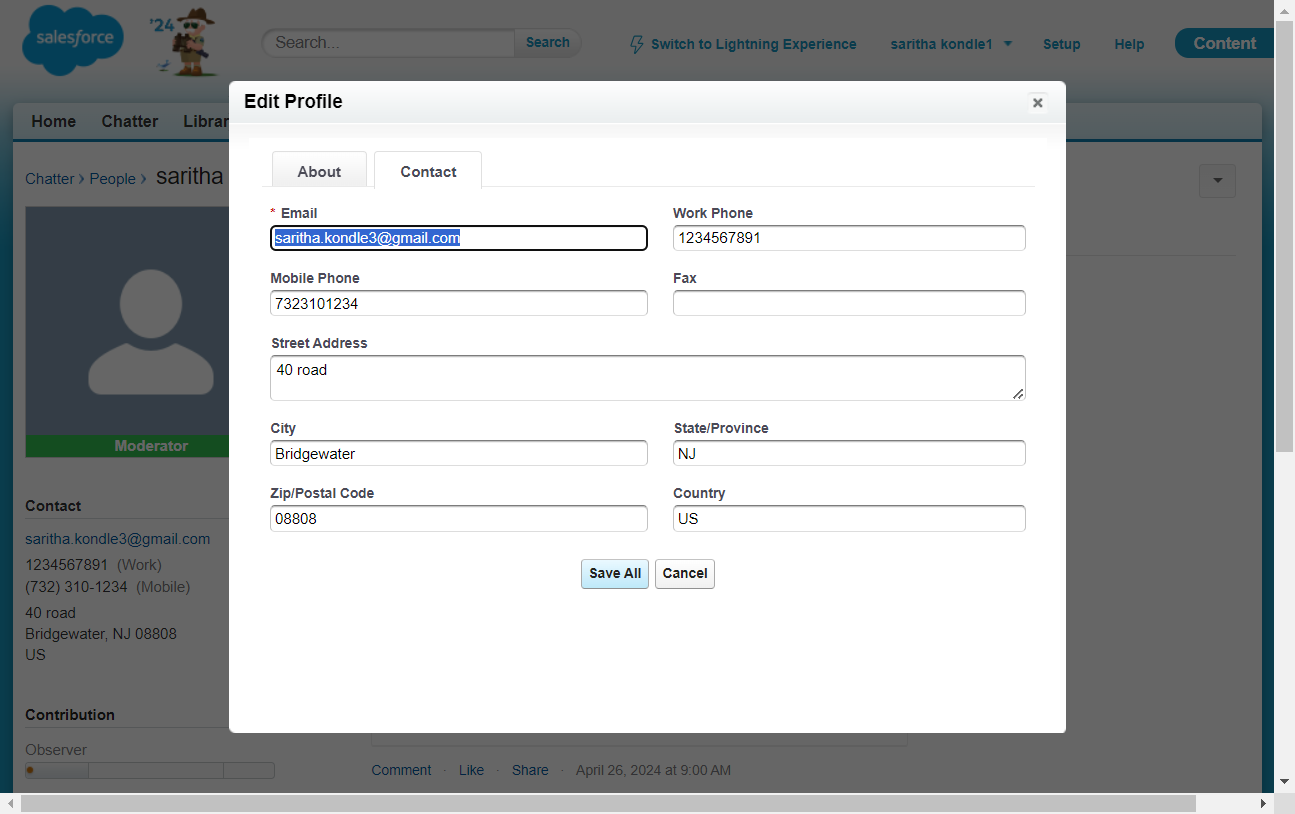 salesforce
'24
Search...
Search
Switch to Lightning Experience
saritha kondle1
Setup
Help
Content
Home
Chatter
Librar
Chatter › People › saritha
Moderator
Contact
saritha.kondle3@gmail.com
1234567891 (Work)
(732) 310-1234 (Mobile)
40 road
Bridgewater, NJ 08808
US
Contribution
Observer
Edit Profile
About
Contact
* Email
Work Phone
saritha.kondle3@gmail.com
1234567891
Mobile Phone
Fax
7323101234
Street Address
40 road
City
State/Province
Bridgewater
NJ
Zip/Postal Code
Country
08808
US
Save All
Cancel
Comment · Like · Share · April 26, 2024 at 9:00 AM